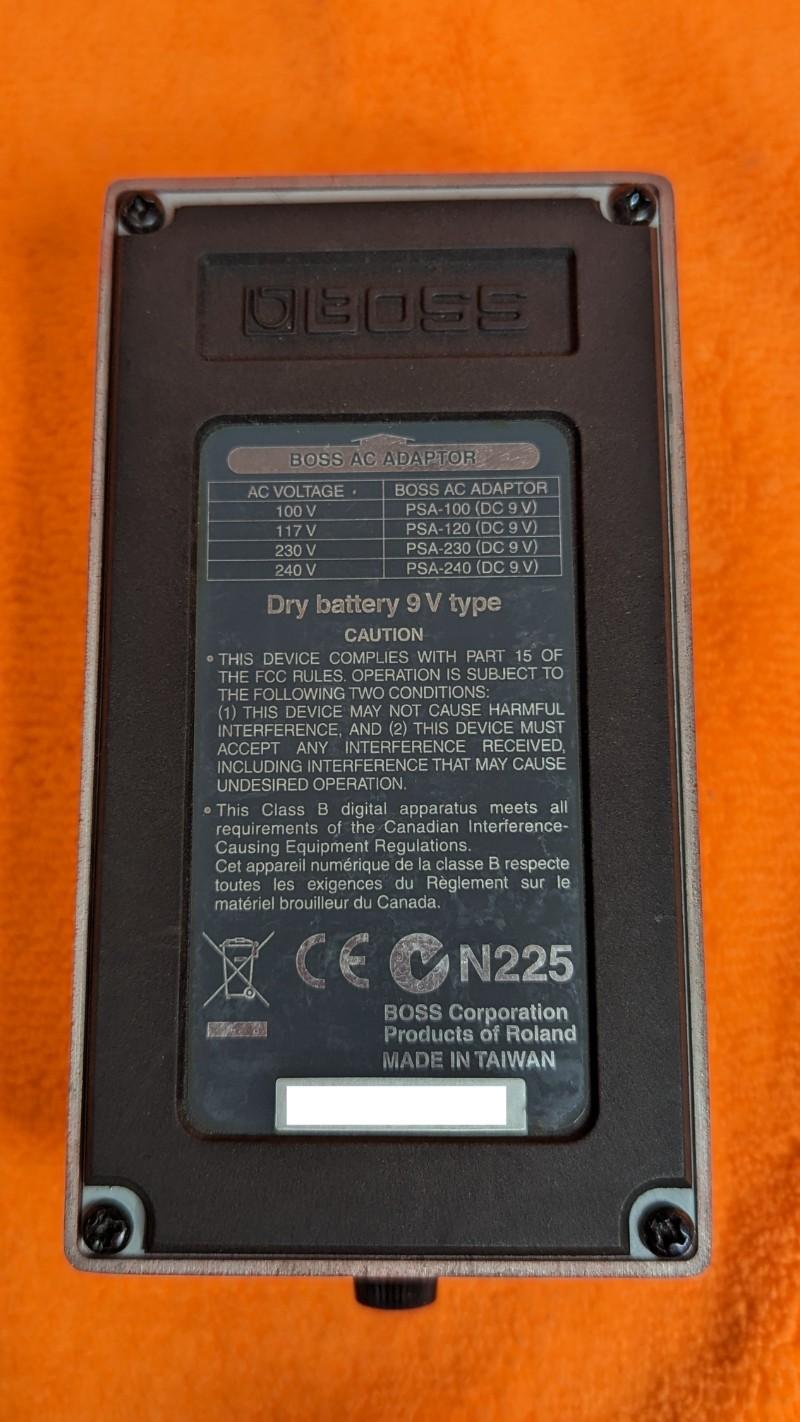 BOSS
BOSS AC ADAPTOR
AC VOLTAGE BOSS AC ADAPTOR
100 V PSA-100 (DC 9 V)
117 V PSA-120 (DC 9 V)
230 V PSA-230 (DC 9 V)
240 V PSA-240 (DC 9 V)
Dry battery 9 V type
CAUTION
• THIS DEVICE COMPLIES WITH PART 15 OF
THE FCC RULES. OPERATION IS SUBJECT TO
THE FOLLOWING TWO CONDITIONS:
(1) THIS DEVICE MAY NOT CAUSE HARMFUL
INTERFERENCE, AND (2) THIS DEVICE MUST
ACCEPT ANY INTERFERENCE RECEIVED,
INCLUDING INTERFERENCE THAT MAY CAUSE
UNDESIRED OPERATION.
• This Class B digital apparatus meets all
requirements of the Canadian Interference-
Causing Equipment Regulations.
Cet appareil numérique de la classe B respecte
toutes les exigences du Règlement sur le
matériel brouilleur du Canada.
CE N225
BOSS Corporation
Products of Roland
MADE IN TAIWAN